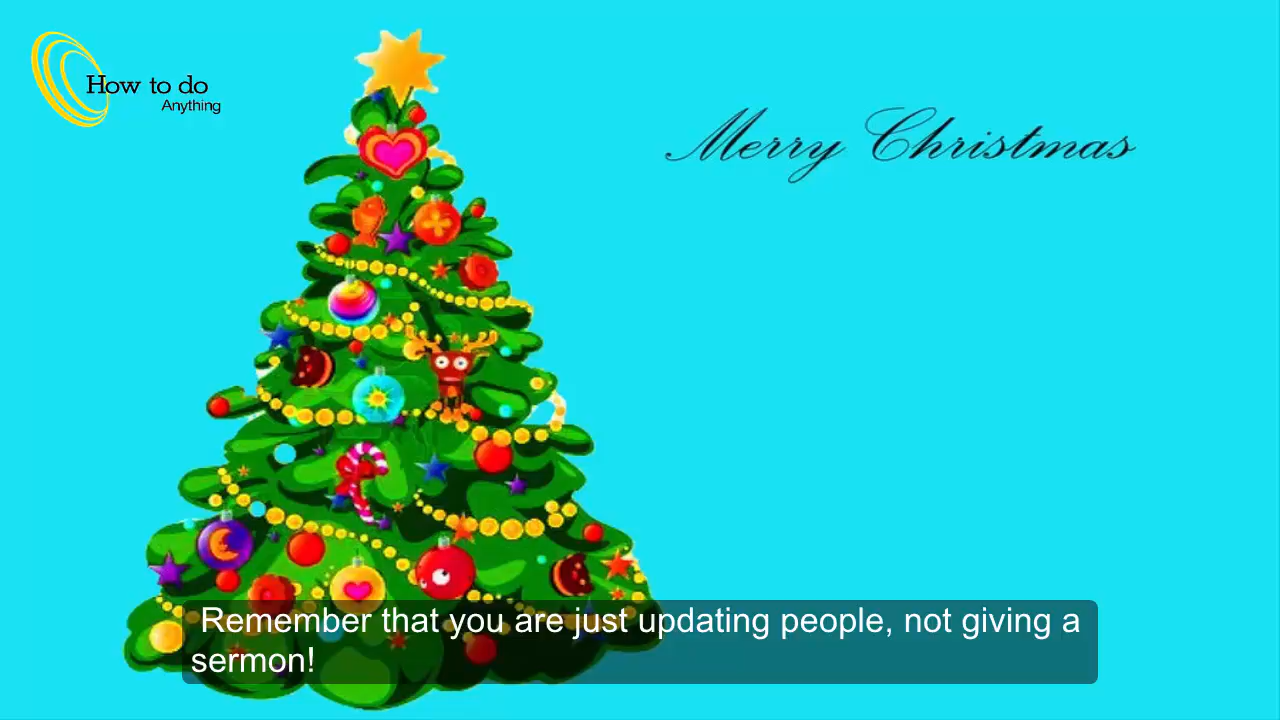 How to do
Anything
Merry Christmas
Remember that you are just updating people, not giving a
sermon!